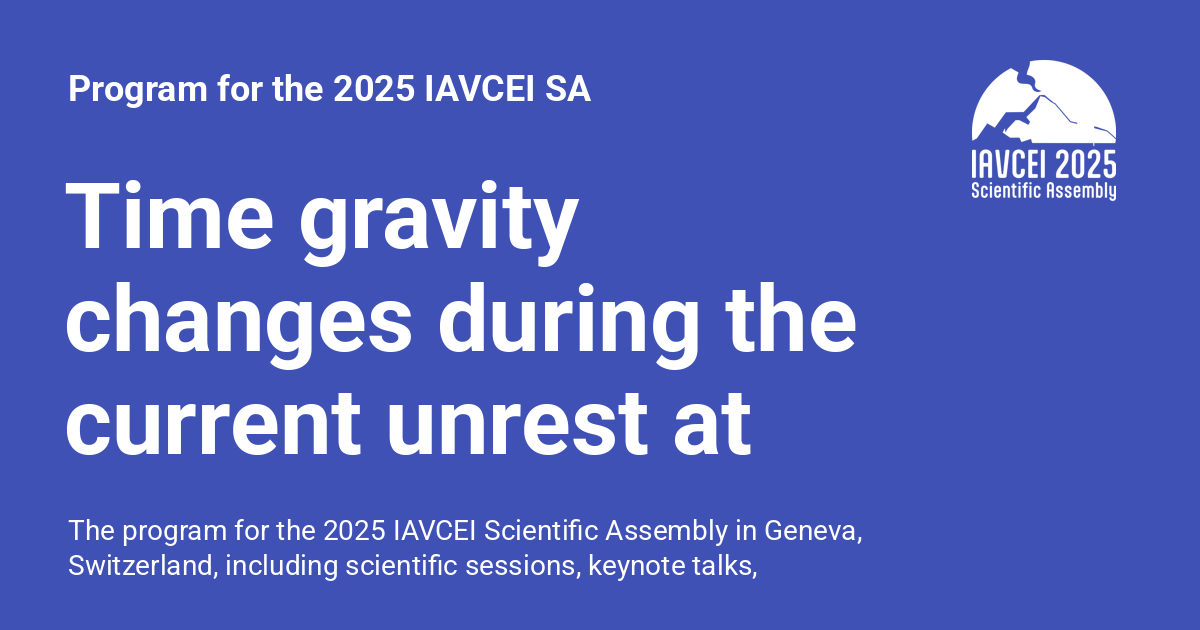 Program for the 2025 IAVCEI SA
IAVCEI 2025
Scientific Assembly
Time gravity
changes during the
current unrest at
The program for the 2025 IAVCEI Scientific Assembly in Geneva,
Switzerland, including scientific sessions, keynote talks,